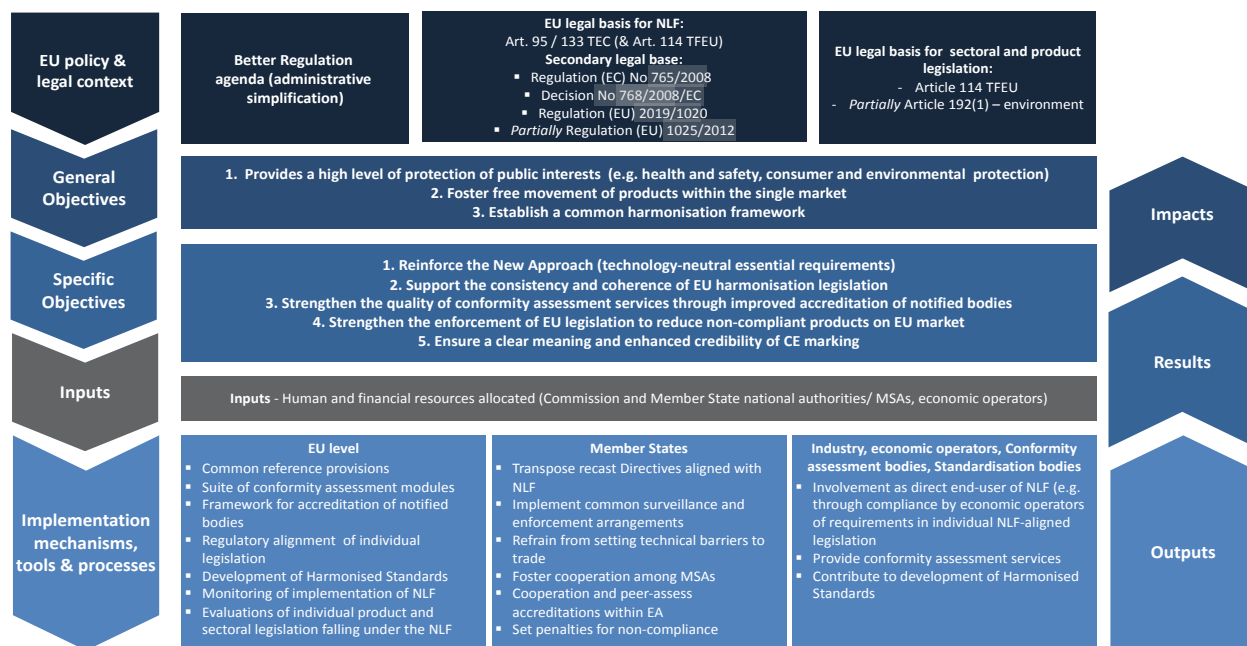 EU policy &
legal context
Better Regulation
agenda (administrative
simplification)
EU legal basis for NLF:
Art. 95 / 133 TEC (& Art. 114 TFEU)
Secondary legal base:
▪ Regulation (EC) No 765/2008
▪ Decision No 768/2008/EC
▪ Regulation (EU) 2019/1020
▪ Partially Regulation (EU) 1025/2012
EU legal basis for sectoral and product
legislation:
- Article 114 TFEU
- Partially Article 192(1) – environment
General
Objectives
1. Provides a high level of protection of public interests (e.g. health and safety, consumer and environmental protection)
2. Foster free movement of products within the single market
3. Establish a common harmonisation framework
Impacts
Specific
Objectives
1. Reinforce the New Approach (technology-neutral essential requirements)
2. Support the consistency and coherence of EU harmonisation legislation
3. Strengthen the quality of conformity assessment services through improved accreditation of notified bodies
4. Strengthen the enforcement of EU legislation to reduce non-compliant products on EU market
5. Ensure a clear meaning and enhanced credibility of CE marking
Results
Inputs
Inputs - Human and financial resources allocated (Commission and Member State national authorities/ MSAs, economic operators)
Implementation
mechanisms,
tools & processes
EU level
▪ Common reference provisions
▪ Suite of conformity assessment modules
▪ Framework for accreditation of notified
bodies
▪ Regulatory alignment of individual
legislation
▪ Development of Harmonised Standards
▪ Monitoring of implementation of NLF
▪ Evaluations of individual product and
sectoral legislation falling under the NLF
Member States
▪ Transpose recast Directives aligned with
NLF
▪ Implement common surveillance and
enforcement arrangements
▪ Refrain from setting technical barriers to
trade
▪ Foster cooperation among MSAs
▪ Cooperation and peer-assess
accreditations within EA
▪ Set penalties for non-compliance
Industry, economic operators, Conformity
assessment bodies, Standardisation bodies
▪ Involvement as direct end-user of NLF (e.g.
through compliance by economic operators
of requirements in individual NLF-aligned
legislation
▪ Provide conformity assessment services
▪ Contribute to development of Harmonised
Standards
Outputs